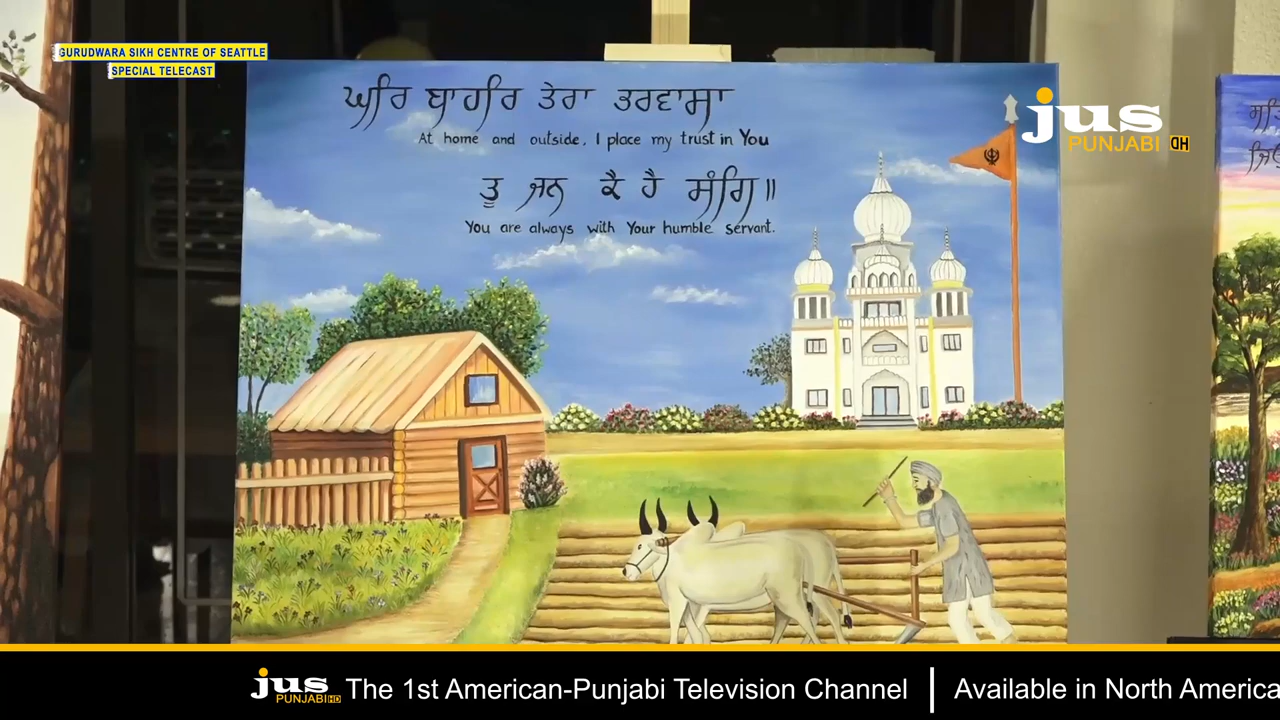 GURUDWARA SIKH CENTRE OF SEATTLE
SPECIAL TELECAST
ਘਰਿ ਬਾਹਰਿ ਤੇਰਾ ਭਰਵਾਸਾ
At home and outside, I place my trust in You
ਤੂ ਜਨ ਕੈ ਹੈ ਸੰਗਿ॥
You are always with Your humble servant.
jus
PUNJABI HD
jus
PUNJABI HD
The 1st American-Punjabi Television Channel
Available in North America